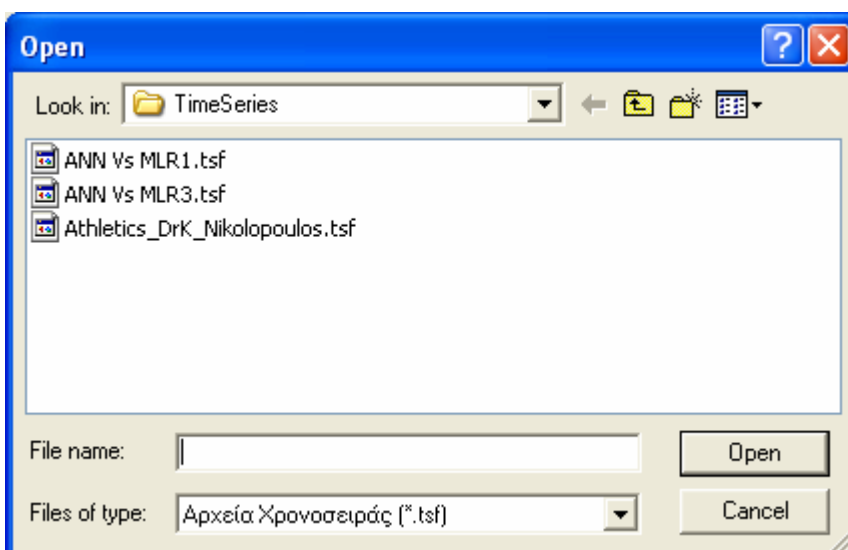 Open
Look in: TimeSeries
ANN Vs MLR1.tsf
ANN Vs MLR3.tsf
Athletics_DrK_Nikolopoulos.tsf
File name: Open
Files of type: Αρχεία Χρονοσειράς (*.tsf) Cancel